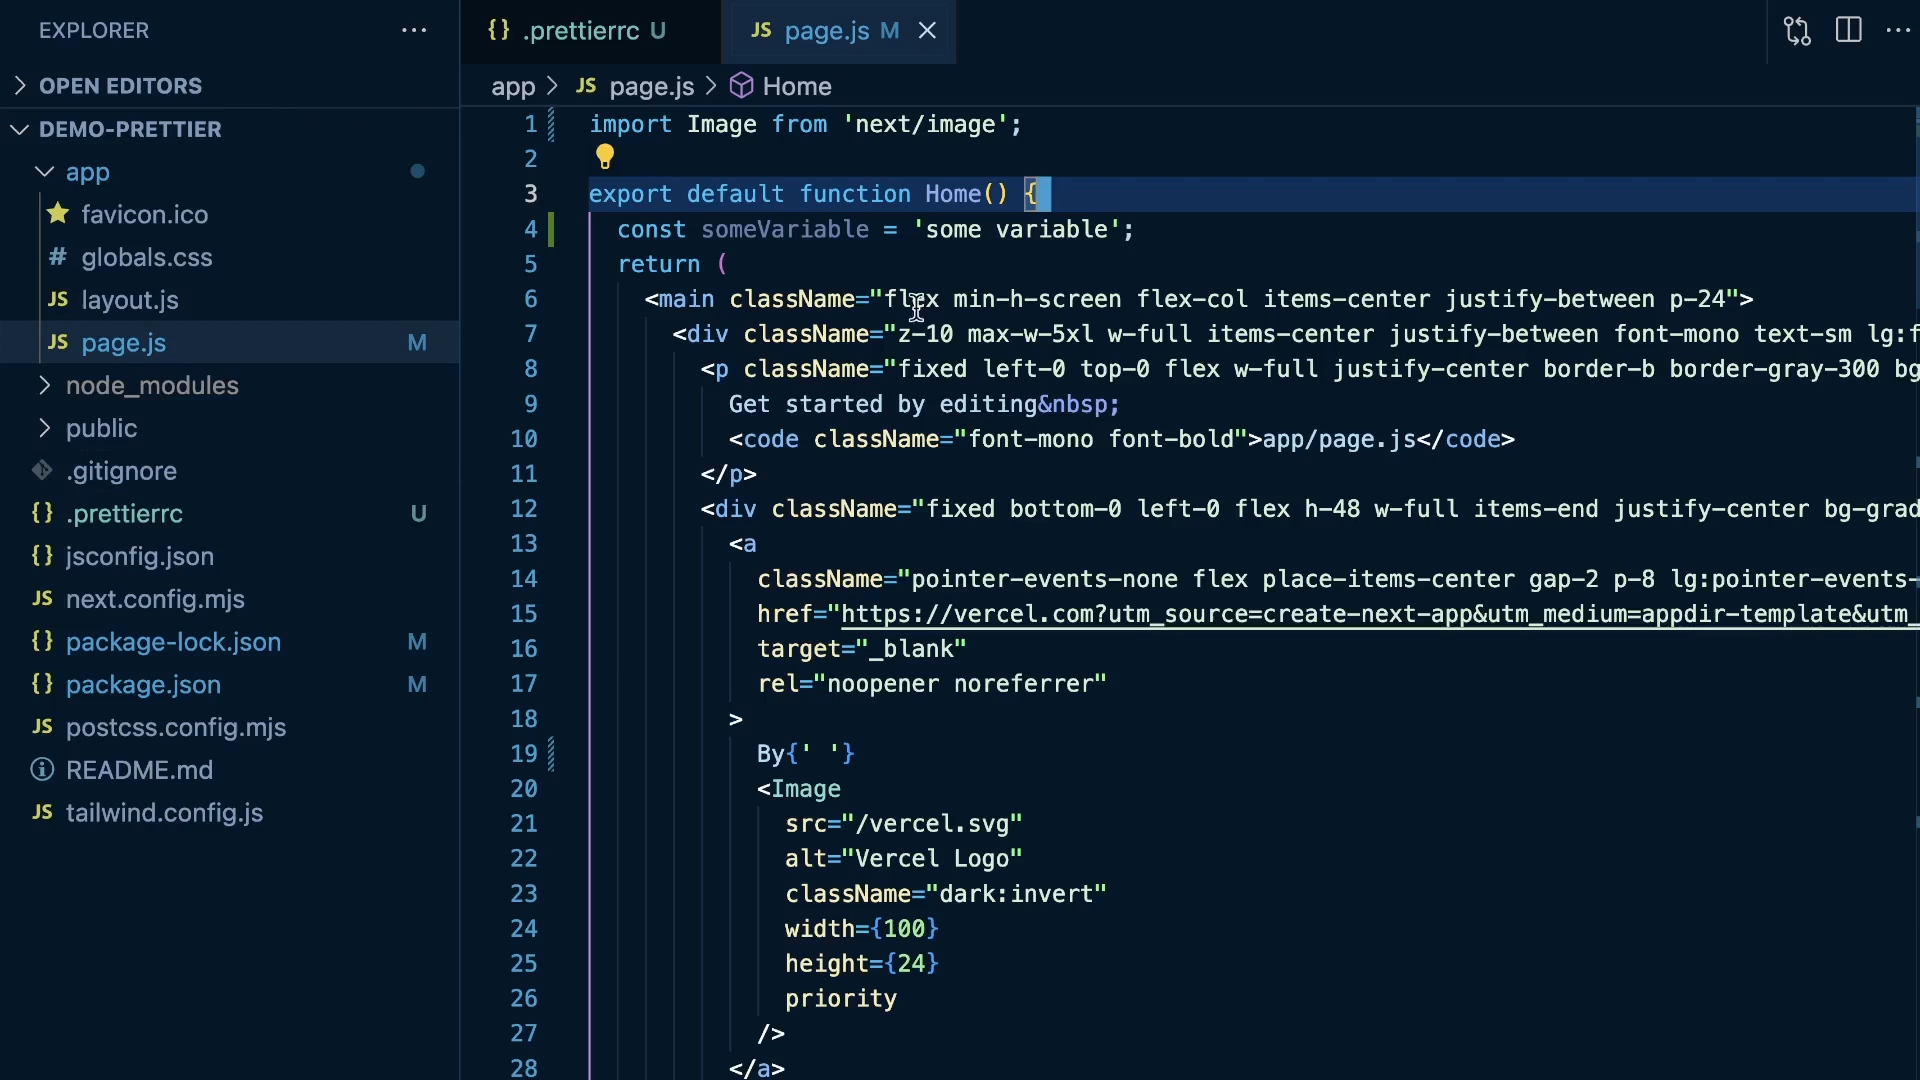 EXPLORER
OPEN EDITORS
DEMO-PRETTIER
app
favicon.ico
# globals.css
JS layout.js
JS page.js M
node_modules
public
.gitignore
{} .prettierrc U
{} jsconfig.json
JS next.config.mjs
{} package-lock.json M
{} package.json M
JS postcss.config.mjs
README.md
JS tailwind.config.js
{} .prettierrc U
JS page.js M
app > JS page.js > Home
1 import Image from 'next/image';
2
3 export default function Home() {
4 const someVariable = 'some variable';
5 return (
6 <main className="flex min-h-screen flex-col items-center justify-between p-24">
7 <div className="z-10 max-w-5xl w-full items-center justify-between font-mono text-sm lg:f
8 <p className="fixed left-0 top-0 flex w-full justify-center border-b border-gray-300 bg
9 Get started by editing&nbsp;
10 <code className="font-mono font-bold">app/page.js</code>
11 </p>
12 <div className="fixed bottom-0 left-0 flex h-48 w-full items-end justify-center bg-grad
13 <a
14 className="pointer-events-none flex place-items-center gap-2 p-8 lg:pointer-events-
15 href="https://vercel.com?utm_source=create-next-app&utm_medium=appdir-template&utm_
16 target="_blank"
17 rel="noopener noreferrer"
18 >
19 By{' '}
20 <Image
21 src="/vercel.svg"
22 alt="Vercel Logo"
23 className="dark:invert"
24 width={100}
25 height={24}
26 priority
27 />
28 </a>